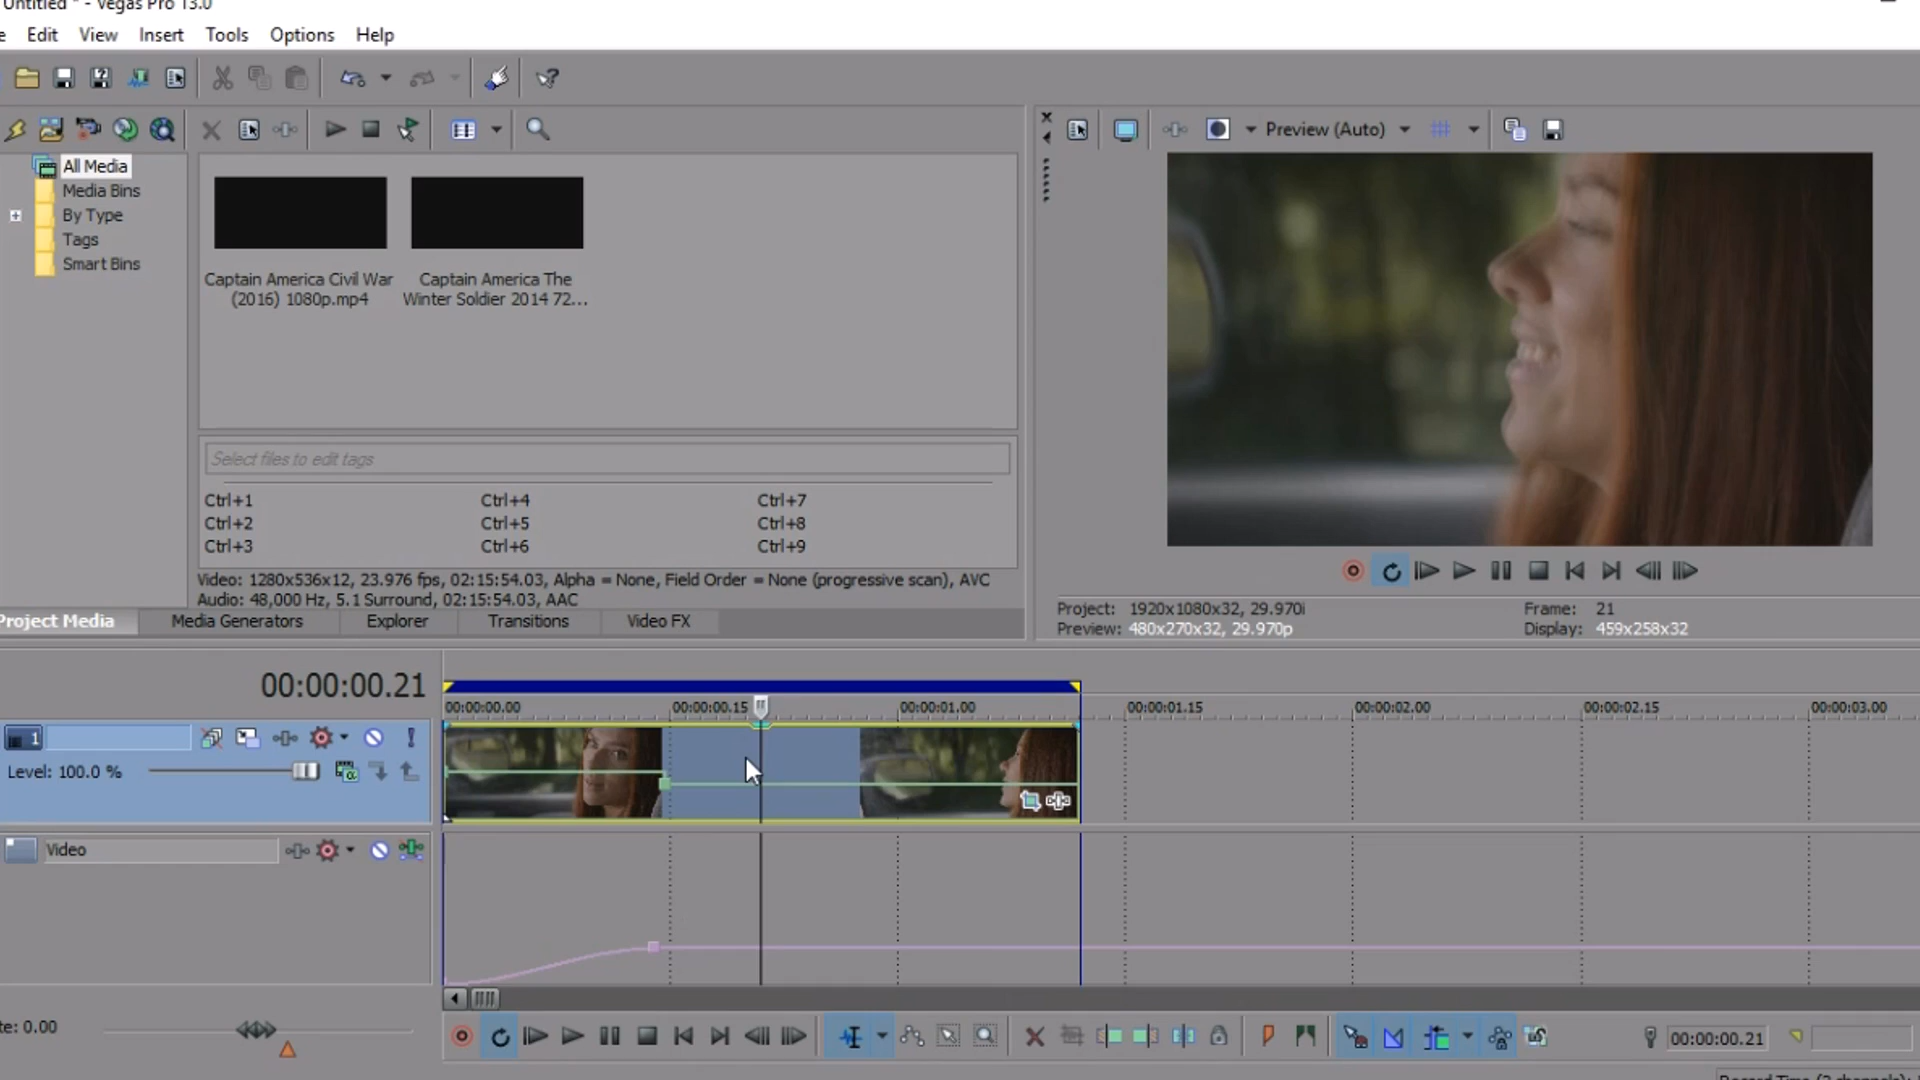 Untitled * - Vegas Pro 13.0
Edit View Insert Tools Options Help
Preview (Auto)
All Media
Media Bins
By Type
Tags
Smart Bins
Captain America Civil War (2016) 1080p.mp4
Captain America The Winter Soldier 2014 72...
Select files to edit tags
Ctrl+1 Ctrl+4 Ctrl+7
Ctrl+2 Ctrl+5 Ctrl+8
Ctrl+3 Ctrl+6 Ctrl+9
Video: 1280x536x12, 23.976 fps, 02:15:54.03, Alpha = None, Field Order = None (progressive scan), AVC
Audio: 48,000 Hz, 5.1 Surround, 02:15:54.03, AAC
Project Media Media Generators Explorer Transitions Video FX
Project: 1920x1080x32, 29.970i Frame: 21
Preview: 480x270x32, 29.970p Display: 459x258x32
00:00:00.21
00:00:00.00 00:00:00.15 00:00:01.00 00:00:01.15 00:00:02.00 00:00:02.15 00:00:03.00
1
Level: 100.0 %
Video
te: 0.00
00:00:00.21